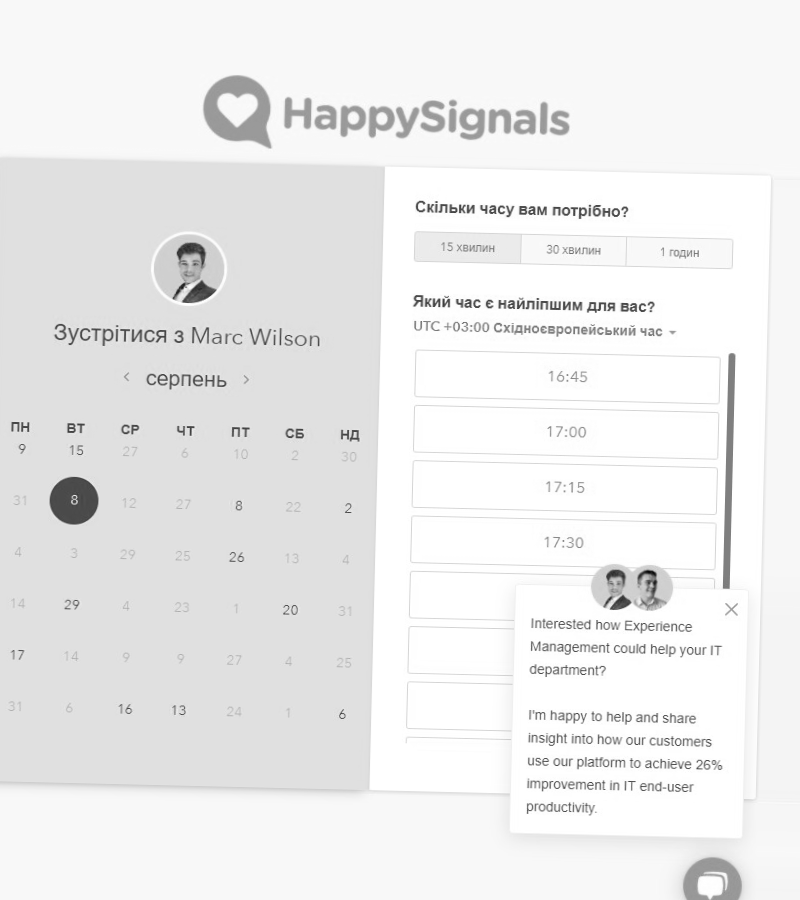 HappySignals
Зустрітися з Marc Wilson
серпень
ПН ВТ СР ЧТ ПТ СБ НД
9 15 27 6 10 2 30
31 8 12 27 8 22 2
4 3 29 25 26 13 4
14 29 4 23 1 20 31
17 14 9 9 27 4 25
31 6 16 13 24 1 6
Скільки часу вам потрібно?
15 хвилин 30 хвилин 1 годин
Який час є найліпшим для вас?
UTC +03:00 Східноєвропейський час
16:45
17:00
17:15
17:30
Interested how Experience
Management could help your IT
department?
I'm happy to help and share
insight into how our customers
use our platform to achieve 26%
improvement in IT end-user
productivity.